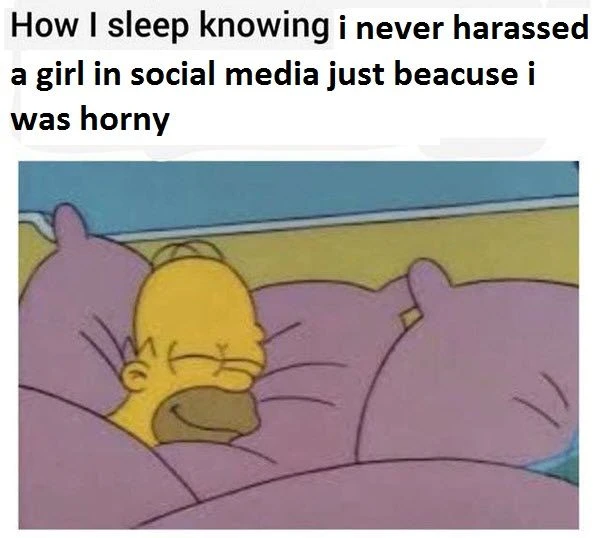 How I sleep knowing i never harassed
a girl in social media just beacuse i
was horny